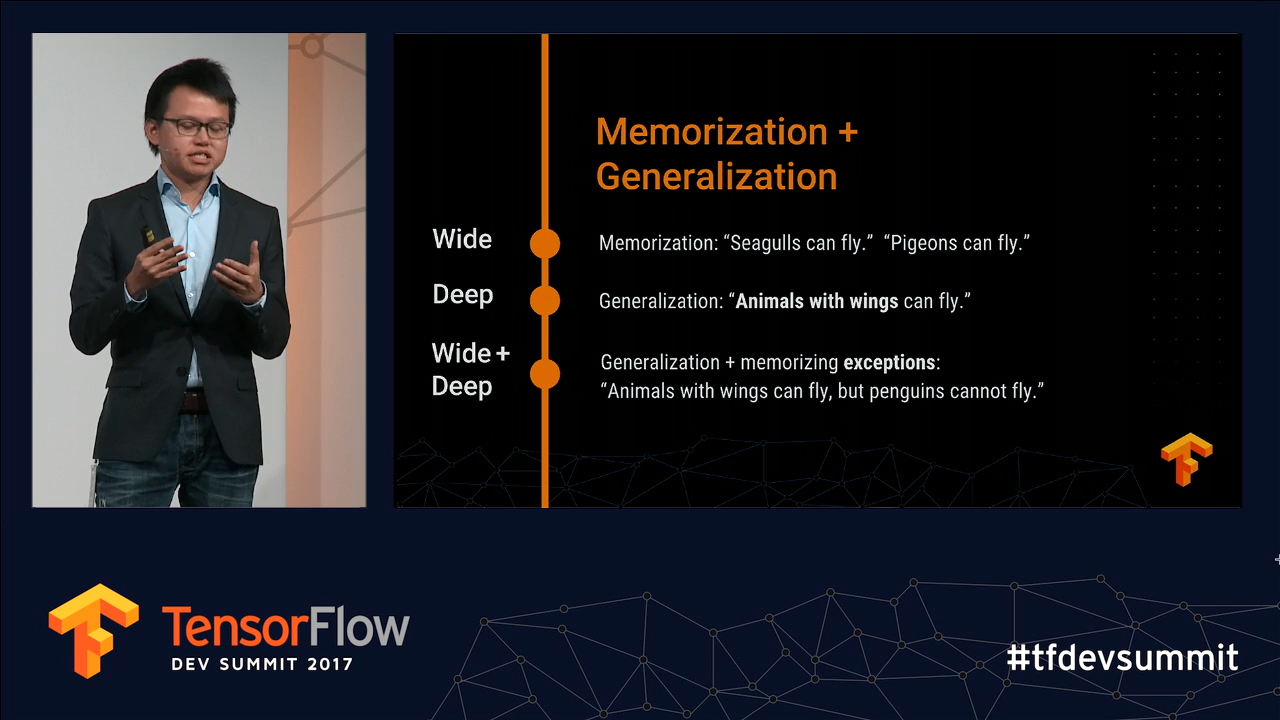 Memorization +
Generalization
Wide
Memorization: “Seagulls can fly.” “Pigeons can fly.”
Deep
Generalization: “Animals with wings can fly.”
Wide +
Deep
Generalization + memorizing exceptions:
“Animals with wings can fly, but penguins cannot fly.”
TensorFlow
DEV SUMMIT 2017
#tfdevsummit